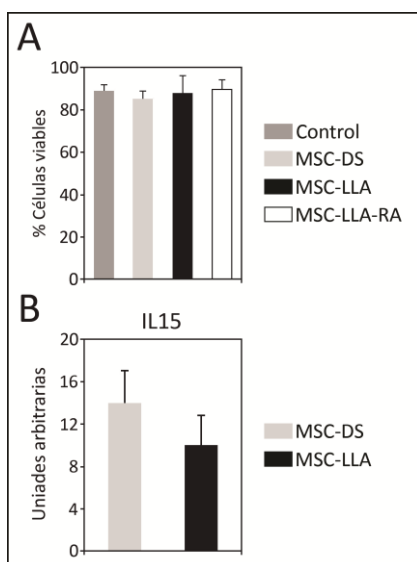 A
% Células viables
100
80
60
40
20
0
Control
MSC-DS
MSC-LLA
MSC-LLA-RA
B
IL15
Uniades arbitrarias
20
16
12
8
4
0
MSC-DS
MSC-LLA